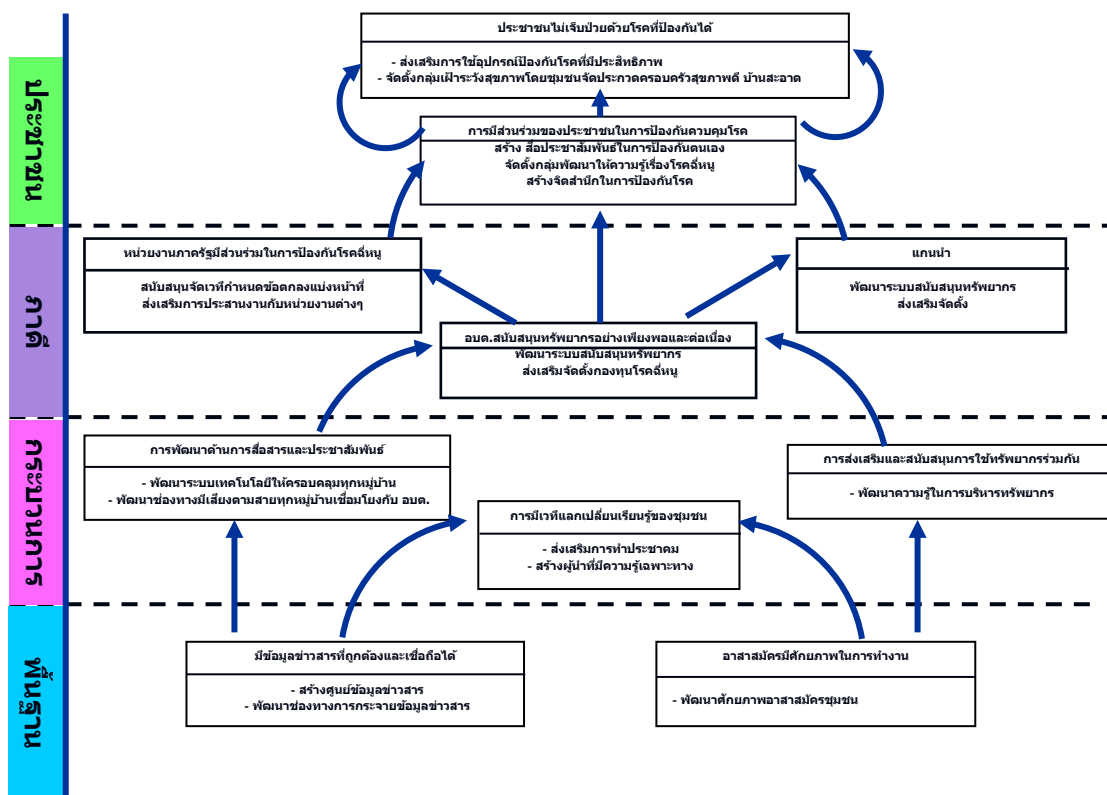 ประชาชน
ประชาชนไม่เจ็บป่วยด้วยโรคที่ป้องกันได้
- ส่งเสริมการใช้อุปกรณ์ป้องกันโรคที่มีประสิทธิภาพ
- จัดตั้งกลุ่มเฝ้าระวังสุขภาพโดยชุมชนจัดประกวดครอบครัวสุขภาพดี บ้านสะอาด
การมีส่วนร่วมของประชาชนในการป้องกันควบคุมโรค
สร้าง สื่อประชาสัมพันธ์ในการป้องกันตนเอง
จัดตั้งกลุ่มพัฒนาให้ความรู้เรื่องโรคฉี่หนู
สร้างจิตสำนึกในการป้องกันโรค
ภาคี
หน่วยงานภาครัฐมีส่วนร่วมในการป้องกันโรคฉี่หนู
สนับสนุนจัดเวทีกำหนดข้อตกลงแบ่งหน้าที่
ส่งเสริมการประสานงานกับหน่วยงานต่างๆ
แกนนำ
พัฒนาระบบสนับสนุนทรัพยากร
ส่งเสริมจัดตั้ง
อบต.สนับสนุนทรัพยากรอย่างเพียงพอและต่อเนื่อง
พัฒนาระบบสนับสนุนทรัพยากร
ส่งเสริมจัดตั้งกองทุนโรคฉี่หนู
กระบวนการ
การพัฒนาด้านการสื่อสารและประชาสัมพันธ์
- พัฒนาระบบเทคโนโลยีให้ครอบคลุมทุกหมู่บ้าน
- พัฒนาช่องทางมีเสียงตามสายทุกหมู่บ้านเชื่อมโยงกับ อบต.
การส่งเสริมและสนับสนุนการใช้ทรัพยากรร่วมกัน
- พัฒนาความรู้ในการบริหารทรัพยากร
การมีเวทีแลกเปลี่ยนเรียนรู้ของชุมชน
- ส่งเสริมการทำประชาคม
- สร้างผู้นำที่มีความรู้เฉพาะทาง
พื้นฐาน
มีข้อมูลข่าวสารที่ถูกต้องและเชื่อถือได้
- สร้างศูนย์ข้อมูลข่าวสาร
- พัฒนาช่องทางการกระจายข้อมูลข่าวสาร
อาสาสมัครมีศักยภาพในการทำงาน
- พัฒนาศักยภาพอาสาสมัครชุมชน